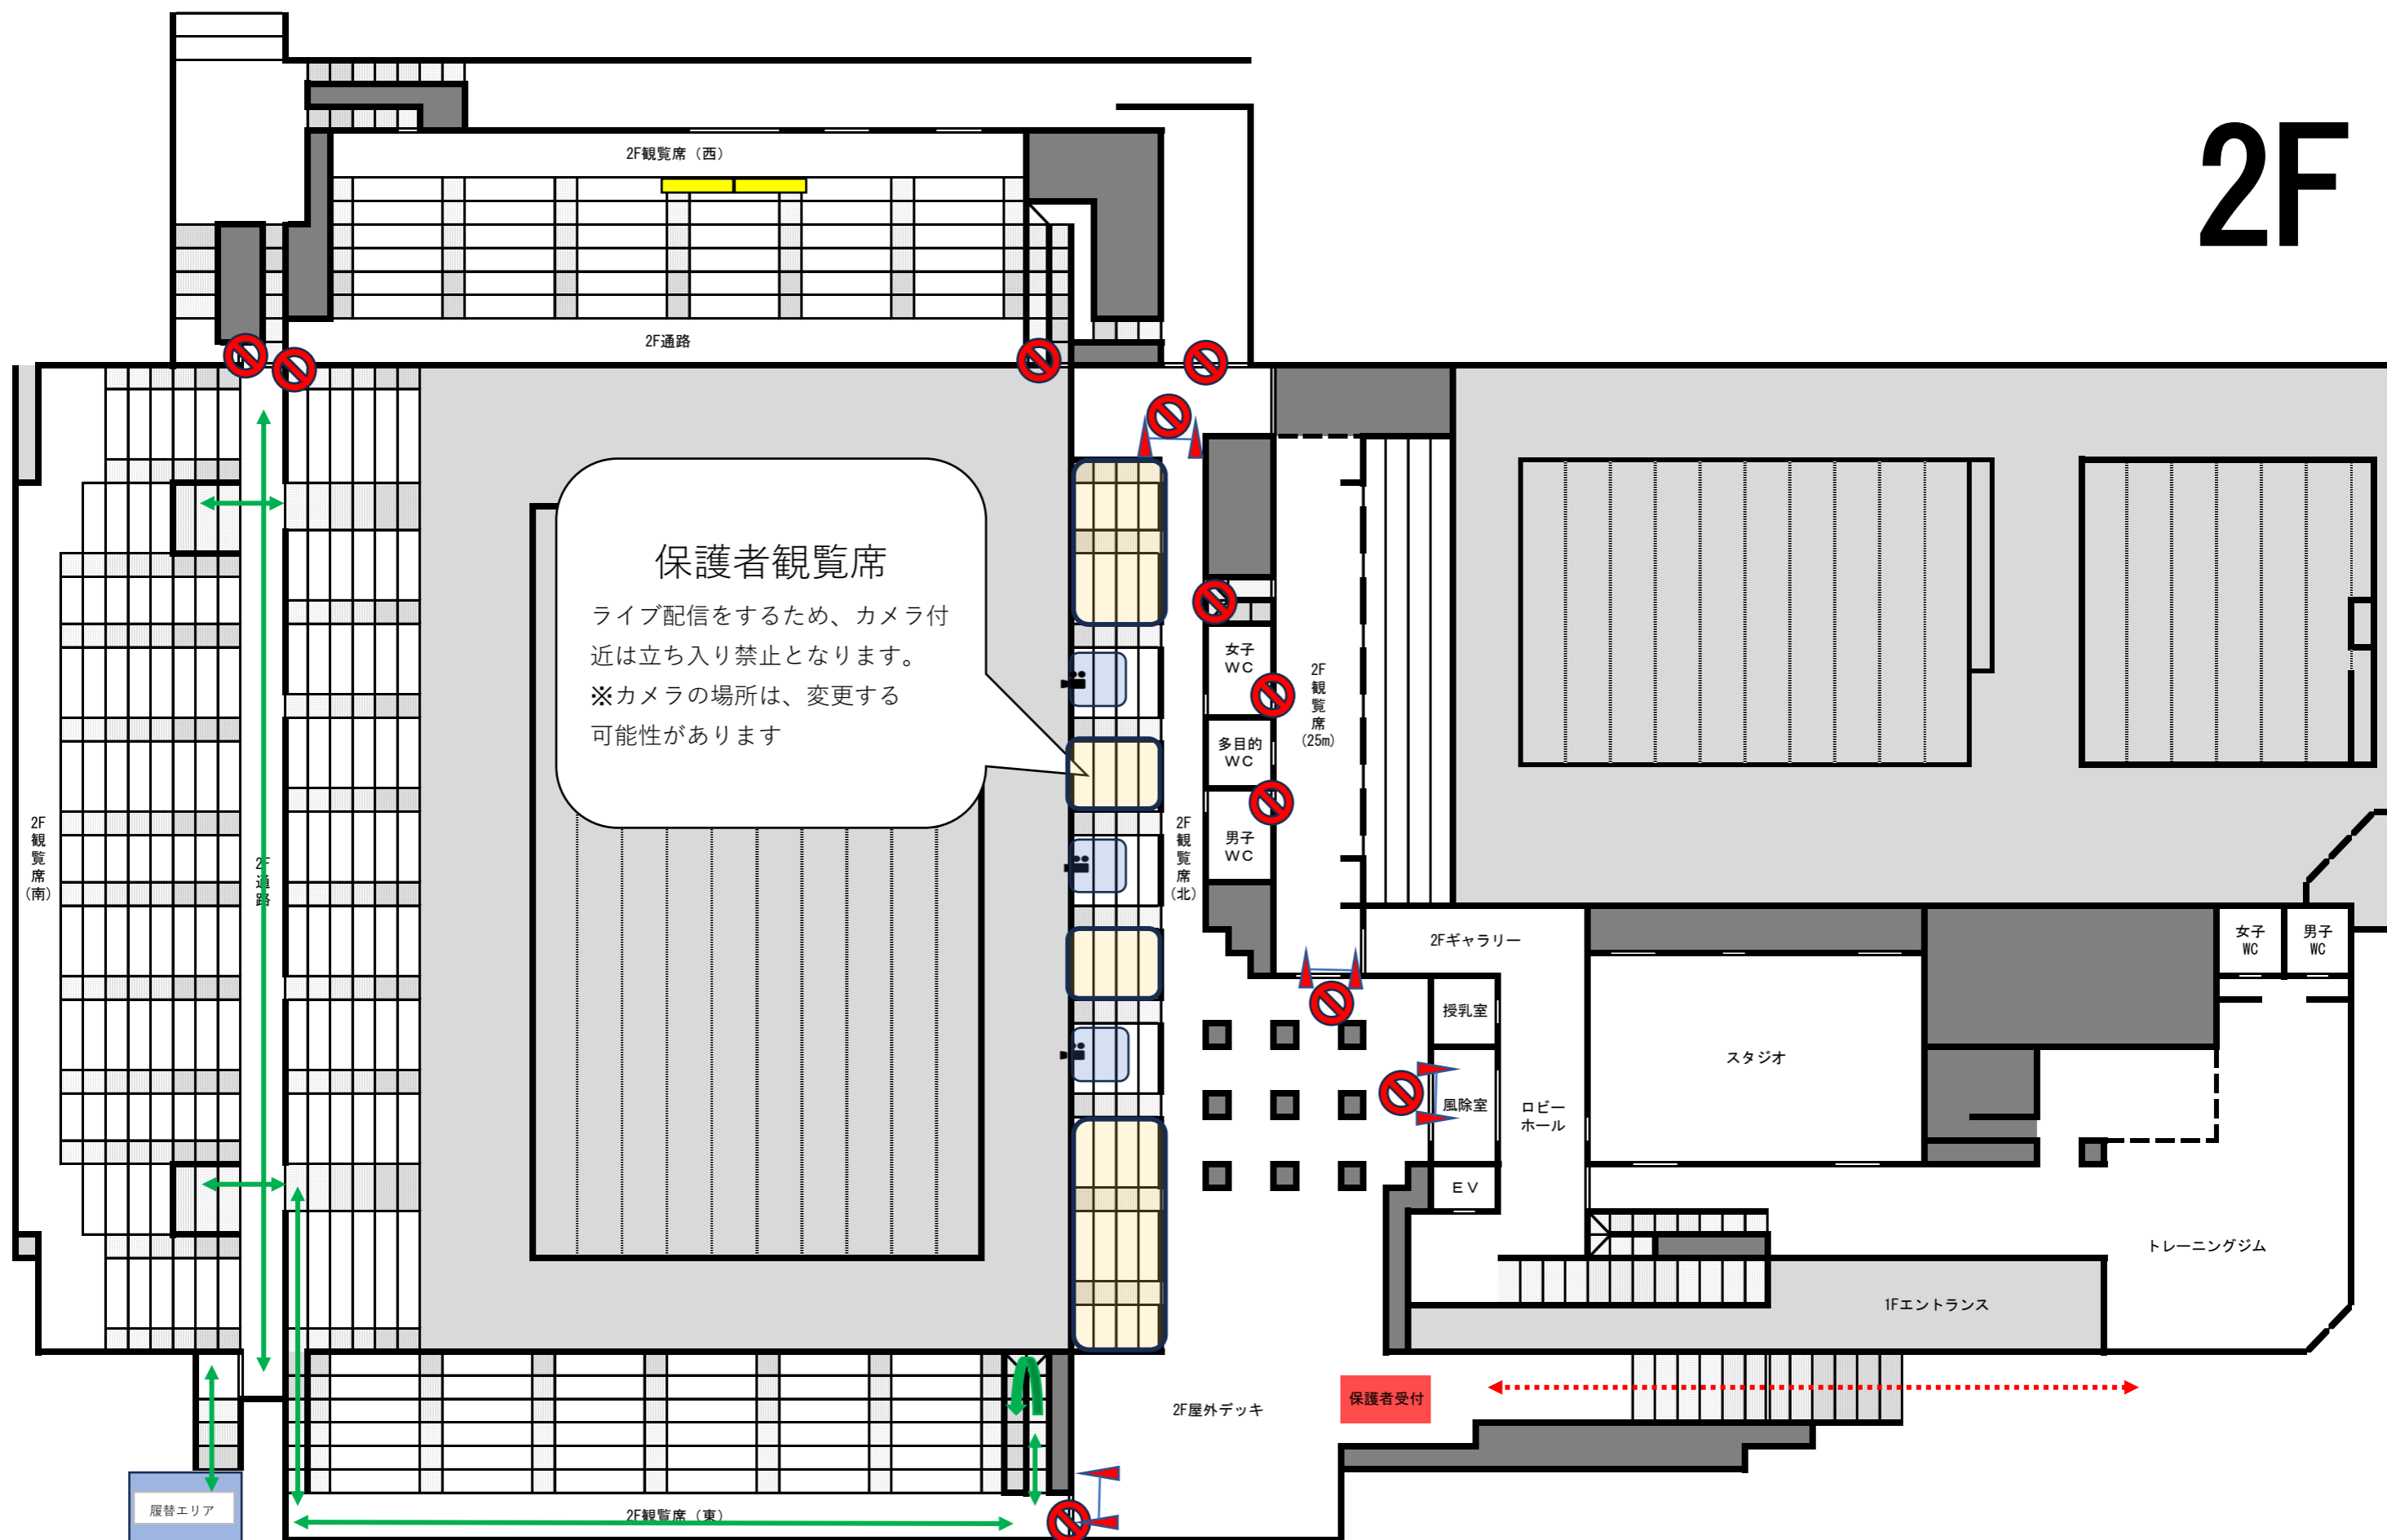 2F
2F観覧席（西）
2F通路
保護者観覧席
ライブ配信をするため、カメラ付
近は立ち入り禁止となります。
※カメラの場所は、変更する
可能性があります
女子
WC
多目的
WC
男子
WC
2F
観
覧
席
(25m)
2F
観
覧
席
(南)
2F
通
路
2F
観
覧
席
(北)
2Fギャラリー
女子
WC
男子
WC
授乳室
スタジオ
風除室
ロビー
ホール
EV
トレーニングジム
1Fエントランス
保護者受付
2F屋外デッキ
履替エリア
2F観覧席（東）